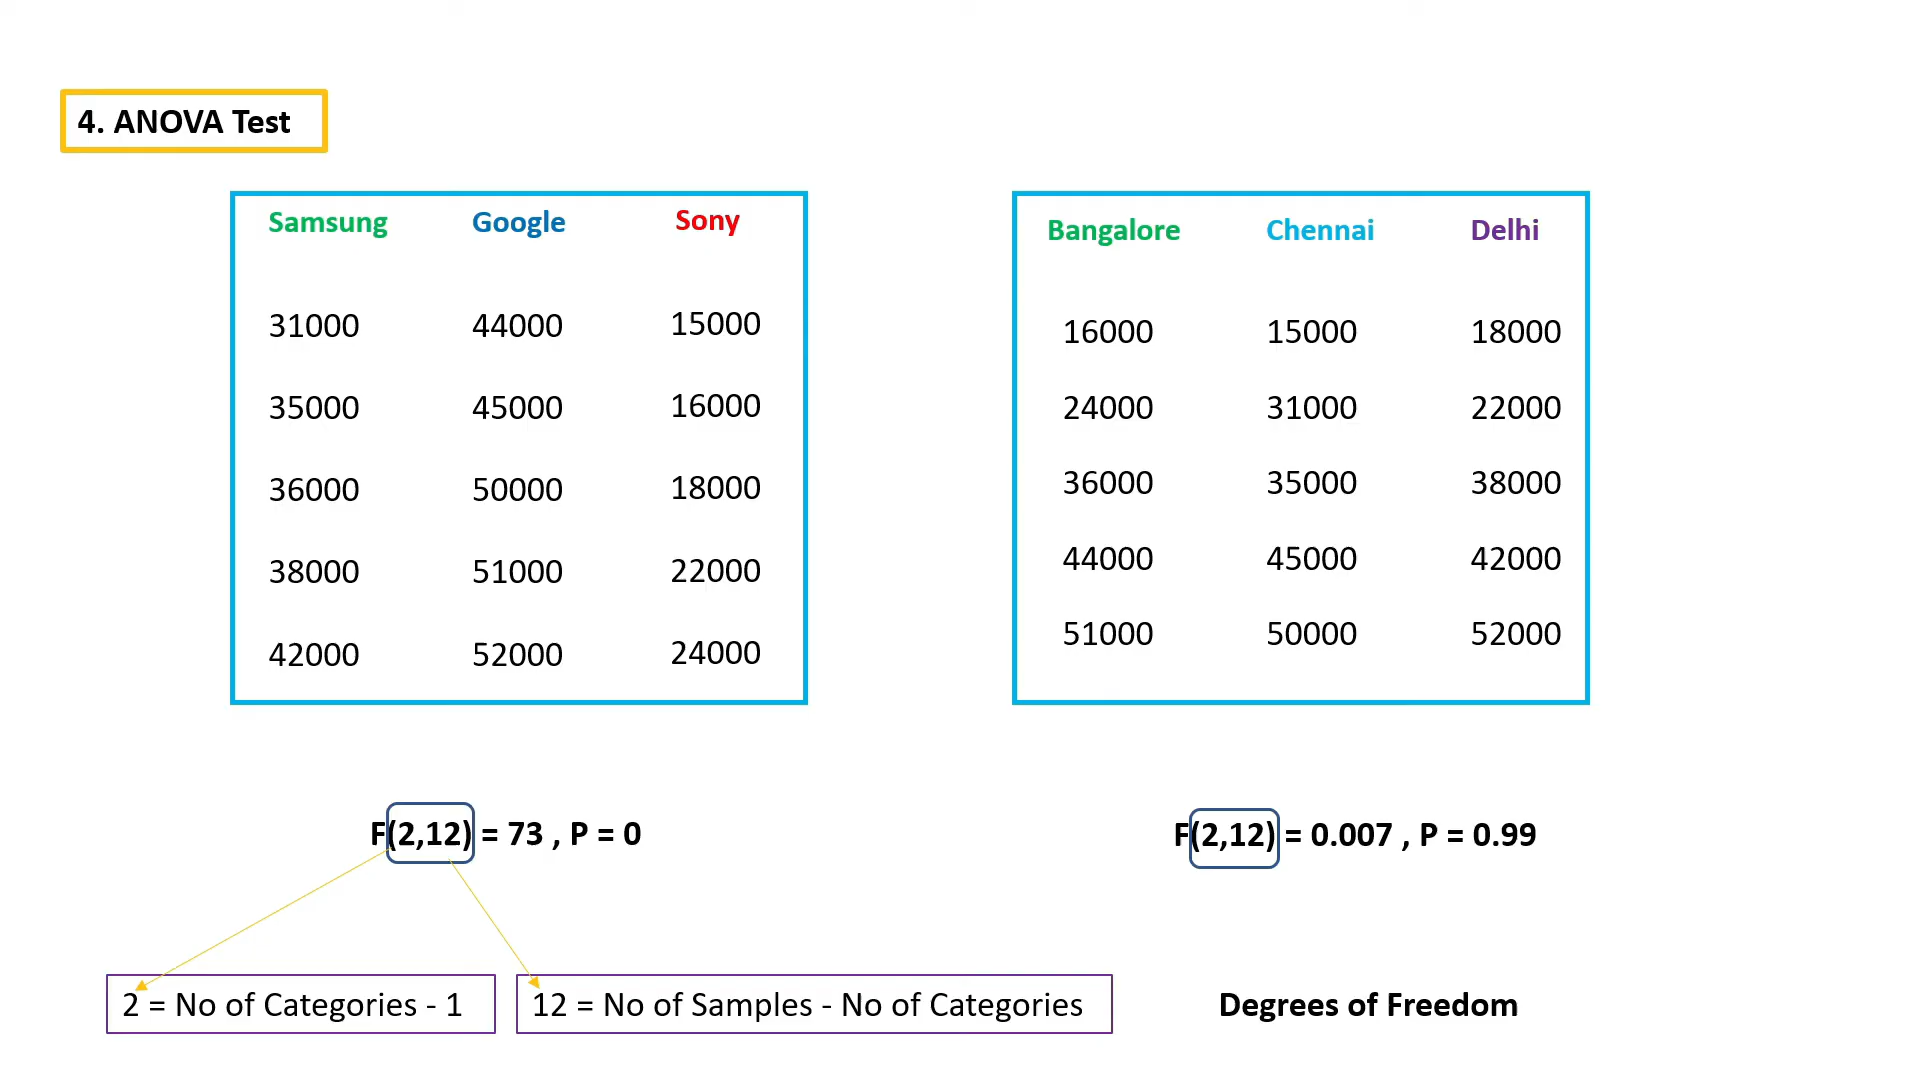 4. ANOVA Test
Samsung Google Sony
31000 44000 15000
35000 45000 16000
36000 50000 18000
38000 51000 22000
42000 52000 24000
Bangalore Chennai Delhi
16000 15000 18000
24000 31000 22000
36000 35000 38000
44000 45000 42000
51000 50000 52000
F(2,12) = 73 , P = 0
F(2,12) = 0.007 , P = 0.99
2 = No of Categories - 1
12 = No of Samples - No of Categories
Degrees of Freedom